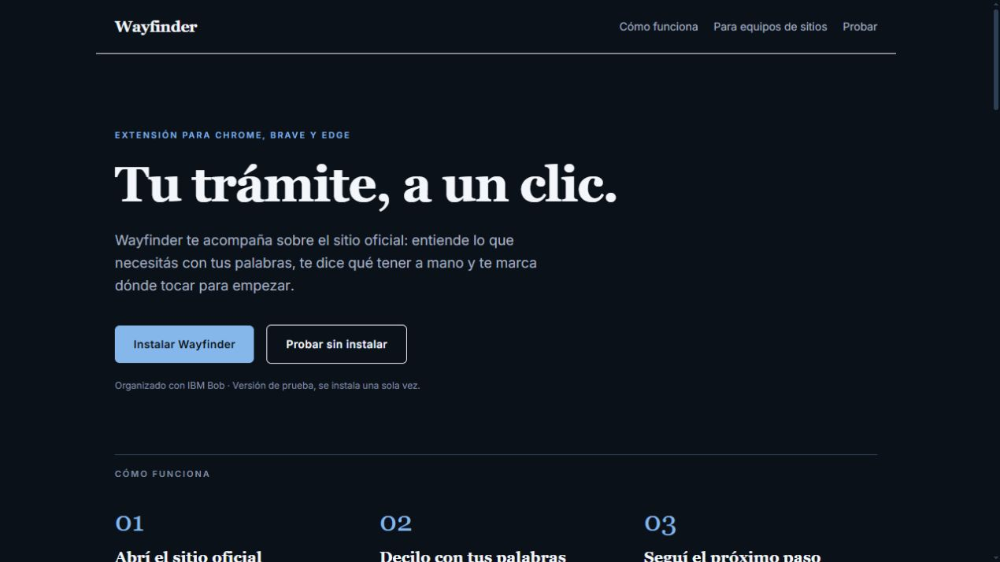 Wayfinder
Cómo funciona
Para equipos de sitios
Probar
EXTENSIÓN PARA CHROME, BRAVE Y EDGE
Tu trámite, a un clic.
Wayfinder te acompaña sobre el sitio oficial: entiende lo que
necesitás con tus palabras, te dice qué tener a mano y te marca
dónde tocar para empezar.
Instalar Wayfinder
Probar sin instalar
Organizado con IBM Bob · Versión de prueba, se instala una sola vez.
CÓMO FUNCIONA
01
Abrí el sitio oficial
02
Decilo con tus palabras
03
Seguí el próximo paso